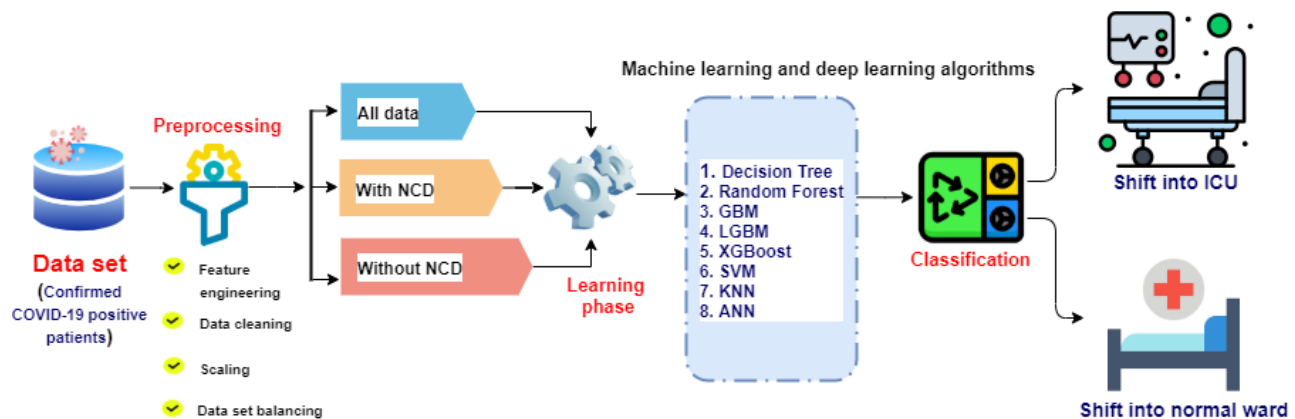 Data set
(Confirmed
COVID-19 positive
patients)
Preprocessing
Feature
engineering
Data cleaning
Scaling
Data set balancing
All data
With NCD
Without NCD
Learning
phase
Machine learning and deep learning algorithms
1. Decision Tree
2. Random Forest
3. GBM
4. LGBM
5. XGBoost
6. SVM
7. KNN
8. ANN
Classification
Shift into ICU
Shift into normal ward